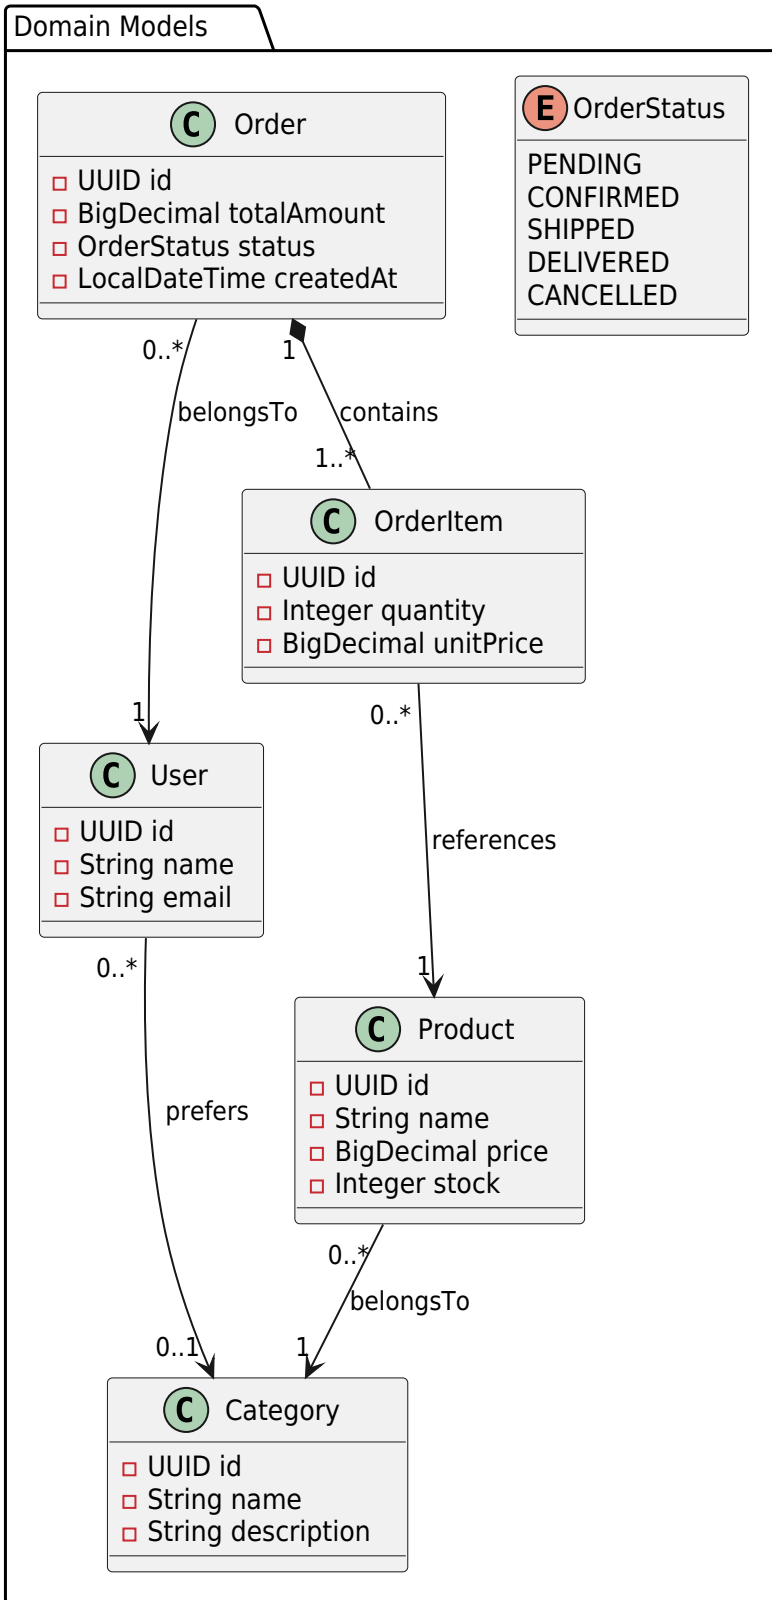 Domain Models
C Order
UUID id
BigDecimal totalAmount
OrderStatus status
LocalDateTime createdAt
E OrderStatus
PENDING
CONFIRMED
SHIPPED
DELIVERED
CANCELLED
0..*
1
belongsTo
contains
1..*
C OrderItem
UUID id
Integer quantity
BigDecimal unitPrice
1
0..*
C User
UUID id
String name
String email
references
0..*
1
C Product
UUID id
String name
BigDecimal price
Integer stock
prefers
0..*
belongsTo
0..1
1
C Category
UUID id
String name
String description